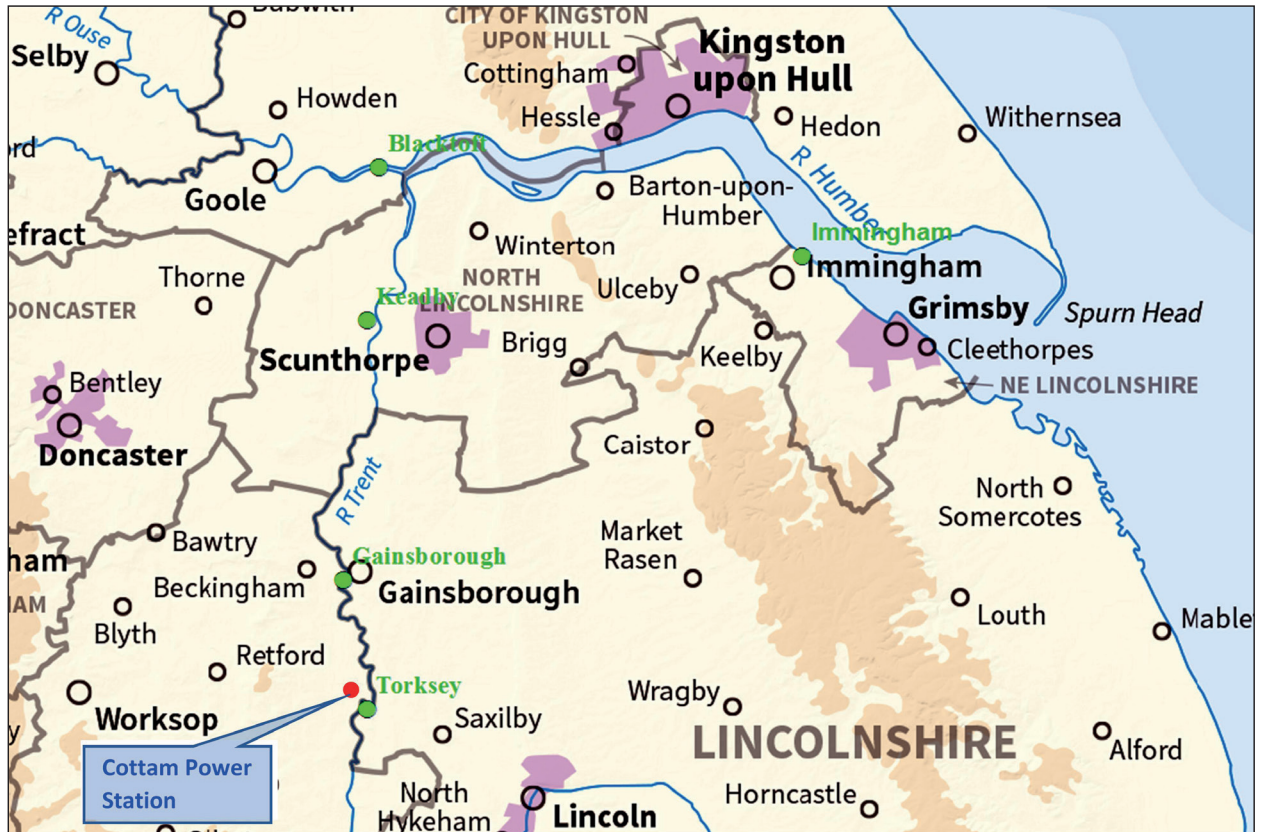 R Ouse
CITY OF KINGSTON
UPON HULL
Kingston
upon Hull
Selby
Cottingham
Howden
Hessle
Hedon
Withernsea
Blacktoft
R Humber
Goole
Barton-upon-
Humber
Immingham
Winterton
Immingham
Thorne
NORTH
LINCOLNSHIRE
Ulceby
DONCASTER
Keadby
Grimsby
Spurn Head
Scunthorpe
Brigg
Keelby
Cleethorpes
NE LINCOLNSHIRE
Bentley
Doncaster
Caistor
R Trent
North
Somercotes
Bawtry
Market
Rasen
Gainsborough
Beckingham
Gainsborough
Blyth
Louth
Retford
Torksey
Wragby
Worksop
Saxilby
LINCOLNSHIRE
Alford
Cottam Power
Station
North
Hykeham
Horncastle
Lincoln